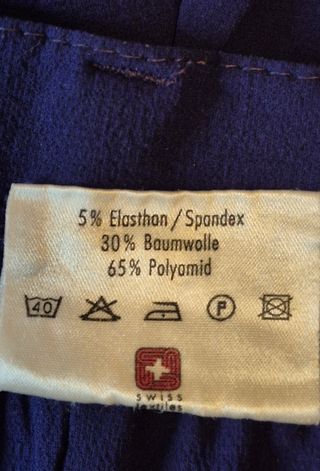 5% Elasthan/Spandex
30% Baumwolle
65% Polyamid
40 P
swiss
textiles